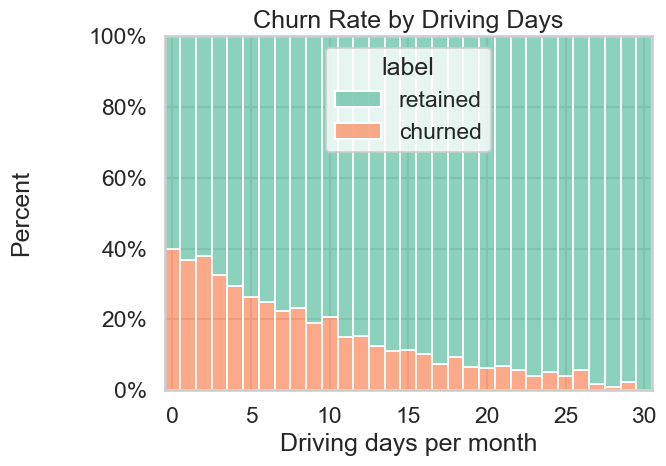 Churn Rate by Driving Days
100%
80%
60%
40%
20%
0%
Percent
label
retained
churned
0 5 10 15 20 25 30
Driving days per month